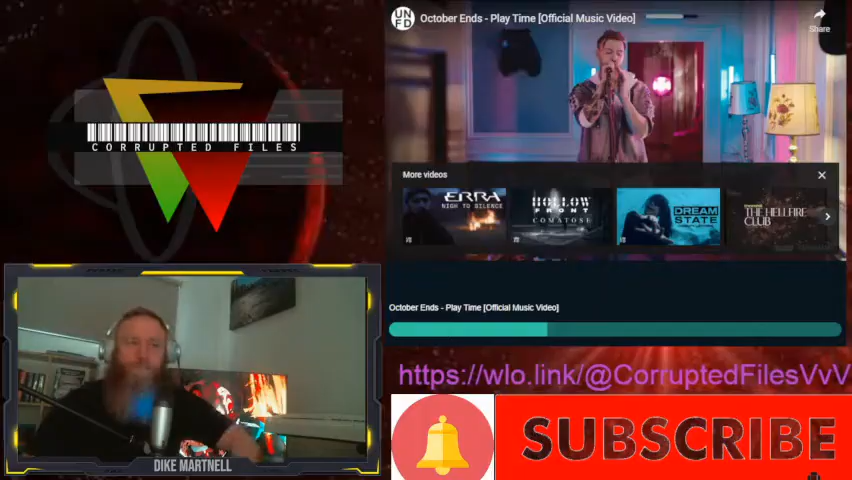 UN
FD
October Ends - Play Time [Official Music Video]
Share
CORRUPTED FILES
More videos
ERRA
NIGH TO SILENCE
HOLLOW
FRONT
COMATOSE
DREAM
STATE
THE HELLFIRE
CLUB
October Ends - Play Time [Official Music Video]
https://wlo.link/@CorruptedFilesVvV
SUBSCRIBE
DIKE MARTNELL